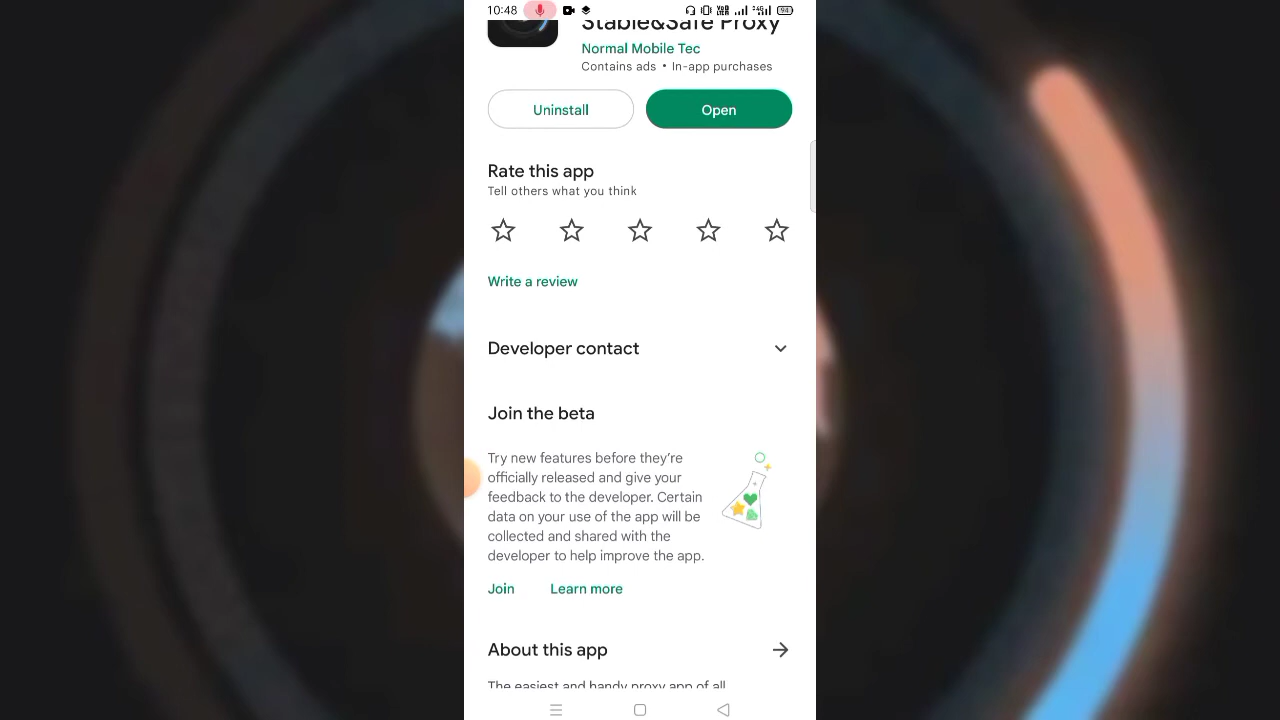 10:48
94
Stable&Safe Proxy
Normal Mobile Tec
Contains ads • In-app purchases
Uninstall
Open
Rate this app
Tell others what you think
Write a review
Developer contact
Join the beta
Try new features before they're
officially released and give your
feedback to the developer. Certain
data on your use of the app will be
collected and shared with the
developer to help improve the app.
Join
Learn more
About this app
The easiest and handy proxy app of all